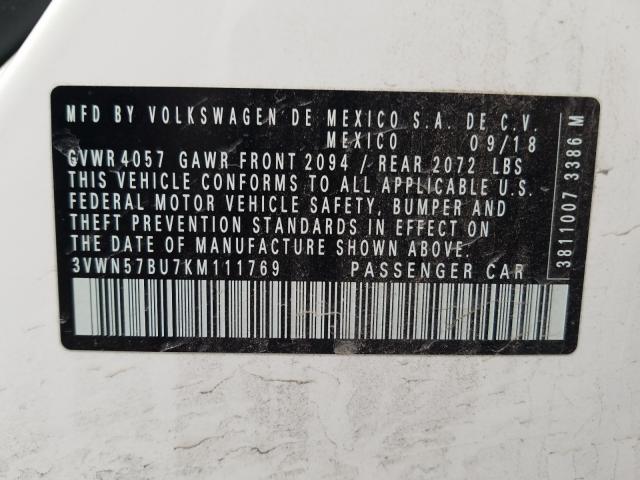 MFD BY VOLKSWAGEN DE MEXICO S.A. DE C.V.
MEXICO 09/18
GVWR 4057 GAWR FRONT 2094 / REAR 2072 LBS
THIS VEHICLE CONFORMS TO ALL APPLICABLE U.S.
FEDERAL MOTOR VEHICLE SAFETY, BUMPER AND
THEFT PREVENTION STANDARDS IN EFFECT ON
THE DATE OF MANUFACTURE SHOWN ABOVE.
3VWN57BU7KM111769 PASSENGER CAR
3811007 3386 M